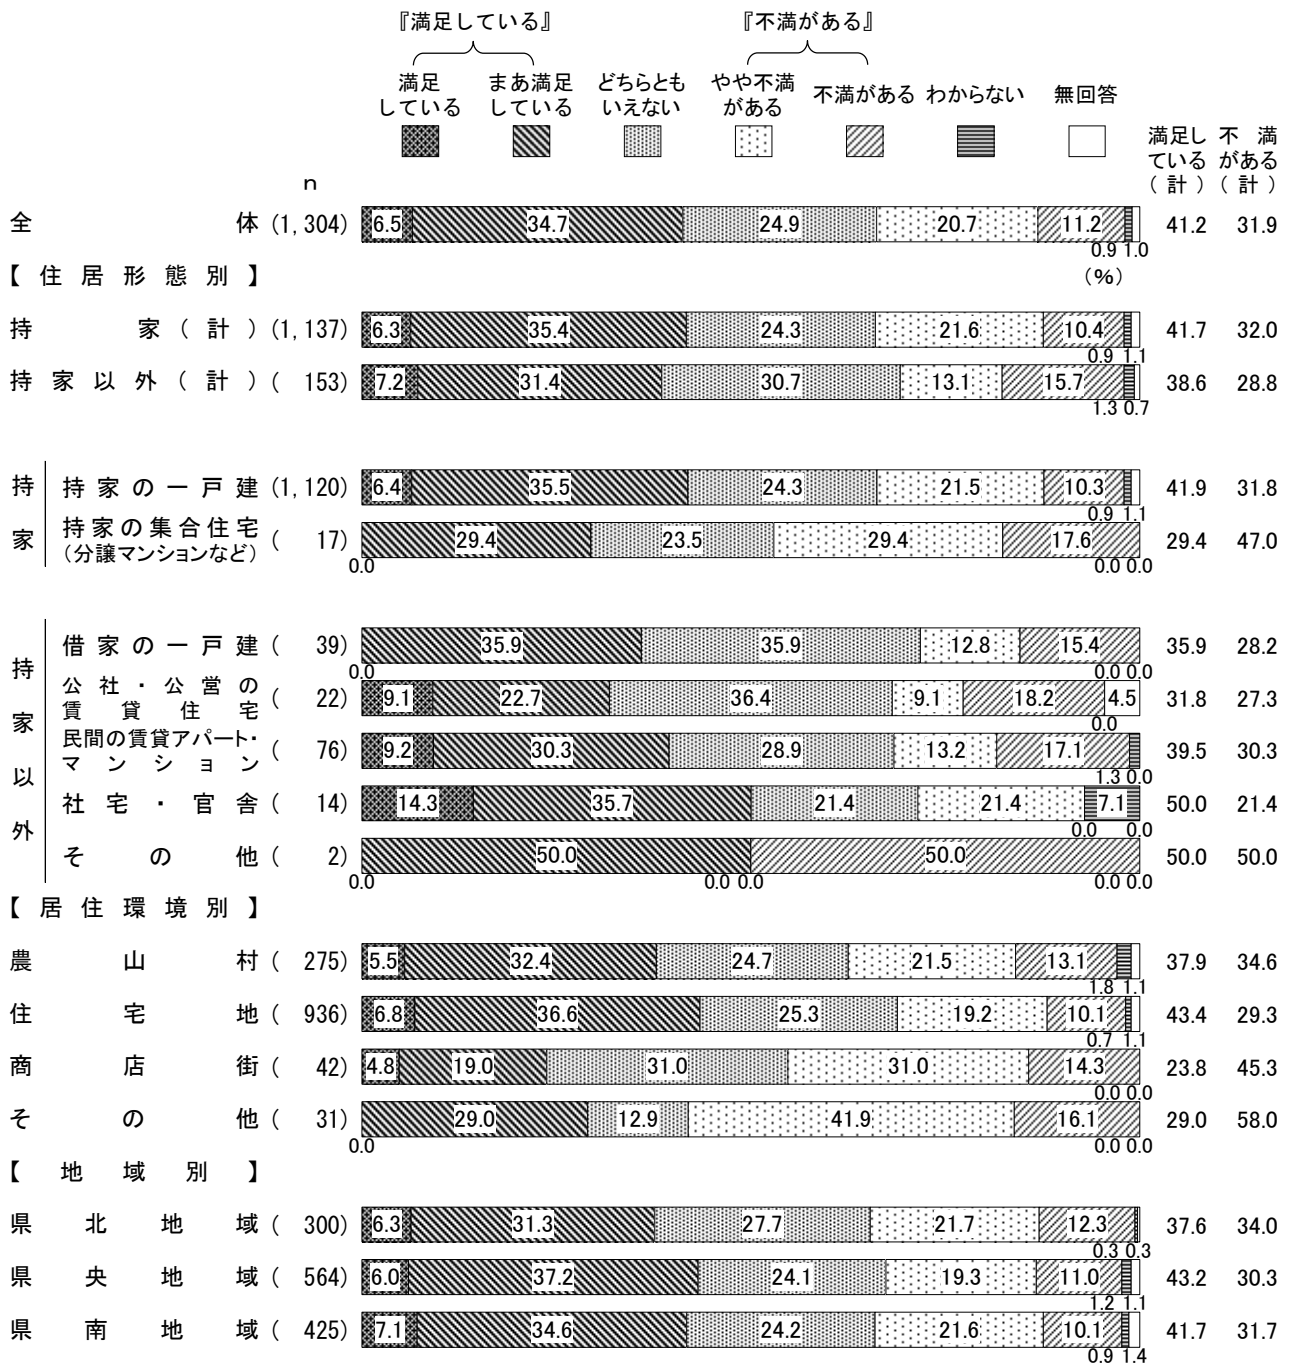 『満足している』 『不満がある』
満足 まあ満足 どちらとも やや不満 不満がある わからない 無回答
している している いえない がある
満足し 不 満
ている がある
n (計) (計)
全体 (1,304) 6.5 34.7 24.9 20.7 11.2 41.2 31.9
0.9 1.0
【住居形態別】 (%)
持家(計) (1,137) 6.3 35.4 24.3 21.6 10.4 41.7 32.0
0.9 1.1
持家以外(計) (153) 7.2 31.4 30.7 13.1 15.7 38.6 28.8
1.3 0.7
持家
持家の一戸建 (1,120) 6.4 35.5 24.3 21.5 10.3 41.9 31.8
0.9 1.1
持家の集合住宅
(分譲マンションなど) (17) 29.4 23.5 29.4 17.6 29.4 47.0
0.0 0.0 0.0
持家以外
借家の一戸建 (39) 35.9 35.9 12.8 15.4 35.9 28.2
0.0 0.0 0.0
公社・公営の
賃貸住宅 (22) 9.1 22.7 36.4 9.1 18.2 4.5 31.8 27.3
0.0
民間の賃貸アパート・
マンション (76) 9.2 30.3 28.9 13.2 17.1 39.5 30.3
1.3 0.0
社宅・官舎 (14) 14.3 35.7 21.4 21.4 7.1 50.0 21.4
0.0 0.0
その他 (2) 50.0 50.0 50.0 50.0
0.0 0.0 0.0 0.0 0.0
【居住環境別】
農山村 (275) 5.5 32.4 24.7 21.5 13.1 37.9 34.6
1.8 1.1
住宅地 (936) 6.8 36.6 25.3 19.2 10.1 43.4 29.3
0.7 1.1
商店街 (42) 4.8 19.0 31.0 31.0 14.3 23.8 45.3
0.0 0.0
その他 (31) 29.0 12.9 41.9 16.1 29.0 58.0
0.0 0.0 0.0
【地域別】
県北地域 (300) 6.3 31.3 27.7 21.7 12.3 37.6 34.0
0.3 0.3
県央地域 (564) 6.0 37.2 24.1 19.3 11.0 43.2 30.3
1.2 1.1
県南地域 (425) 7.1 34.6 24.2 21.6 10.1 41.7 31.7
0.9 1.4